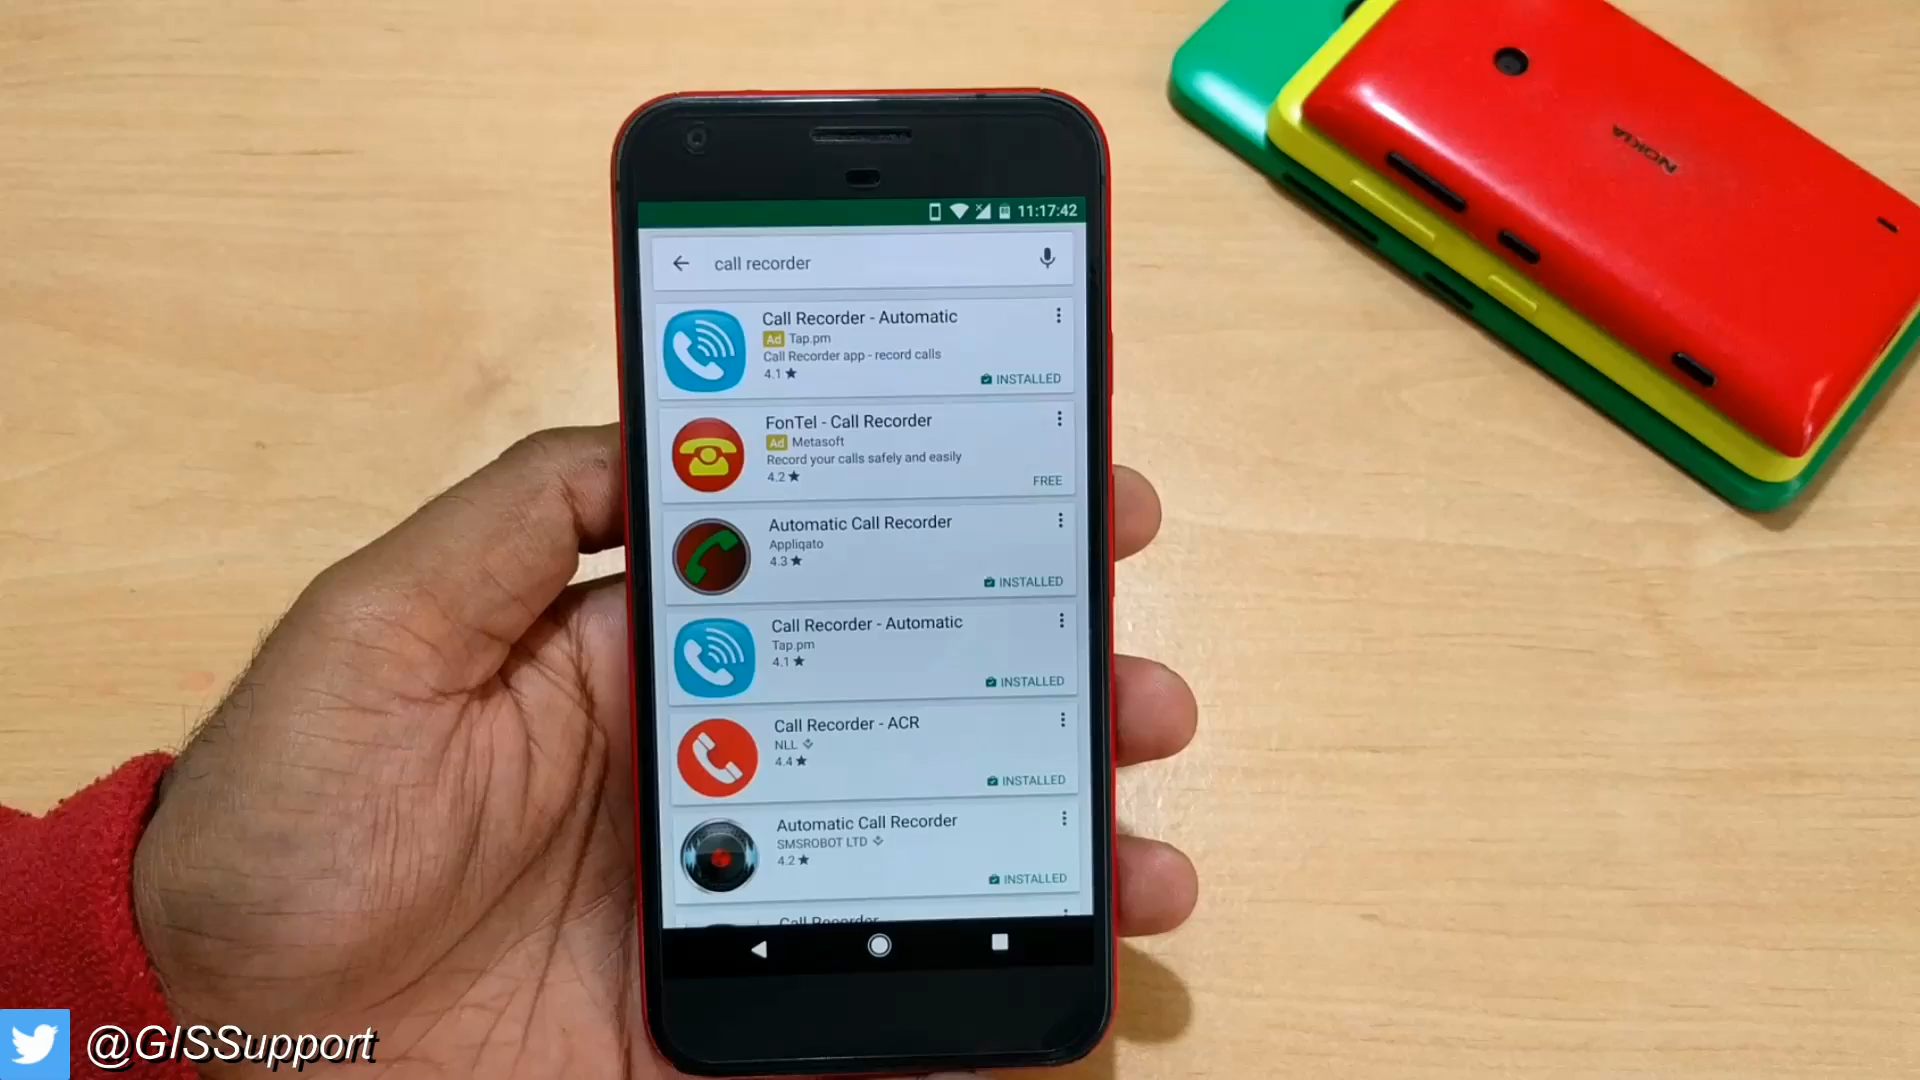 NOKIA
11:17:42
call recorder
Call Recorder - Automatic
Ad Tap.pm
Call Recorder app - record calls
4.1★
INSTALLED
FonTel - Call Recorder
Ad Metasoft
Record your calls safely and easily
4.2★
FREE
Automatic Call Recorder
Appliqato
4.3★
INSTALLED
Call Recorder - Automatic
Tap.pm
4.1★
INSTALLED
Call Recorder - ACR
NLL
4.4★
INSTALLED
Automatic Call Recorder
SMSROBOT LTD
4.2★
INSTALLED
Call Recorder
@GISSupport